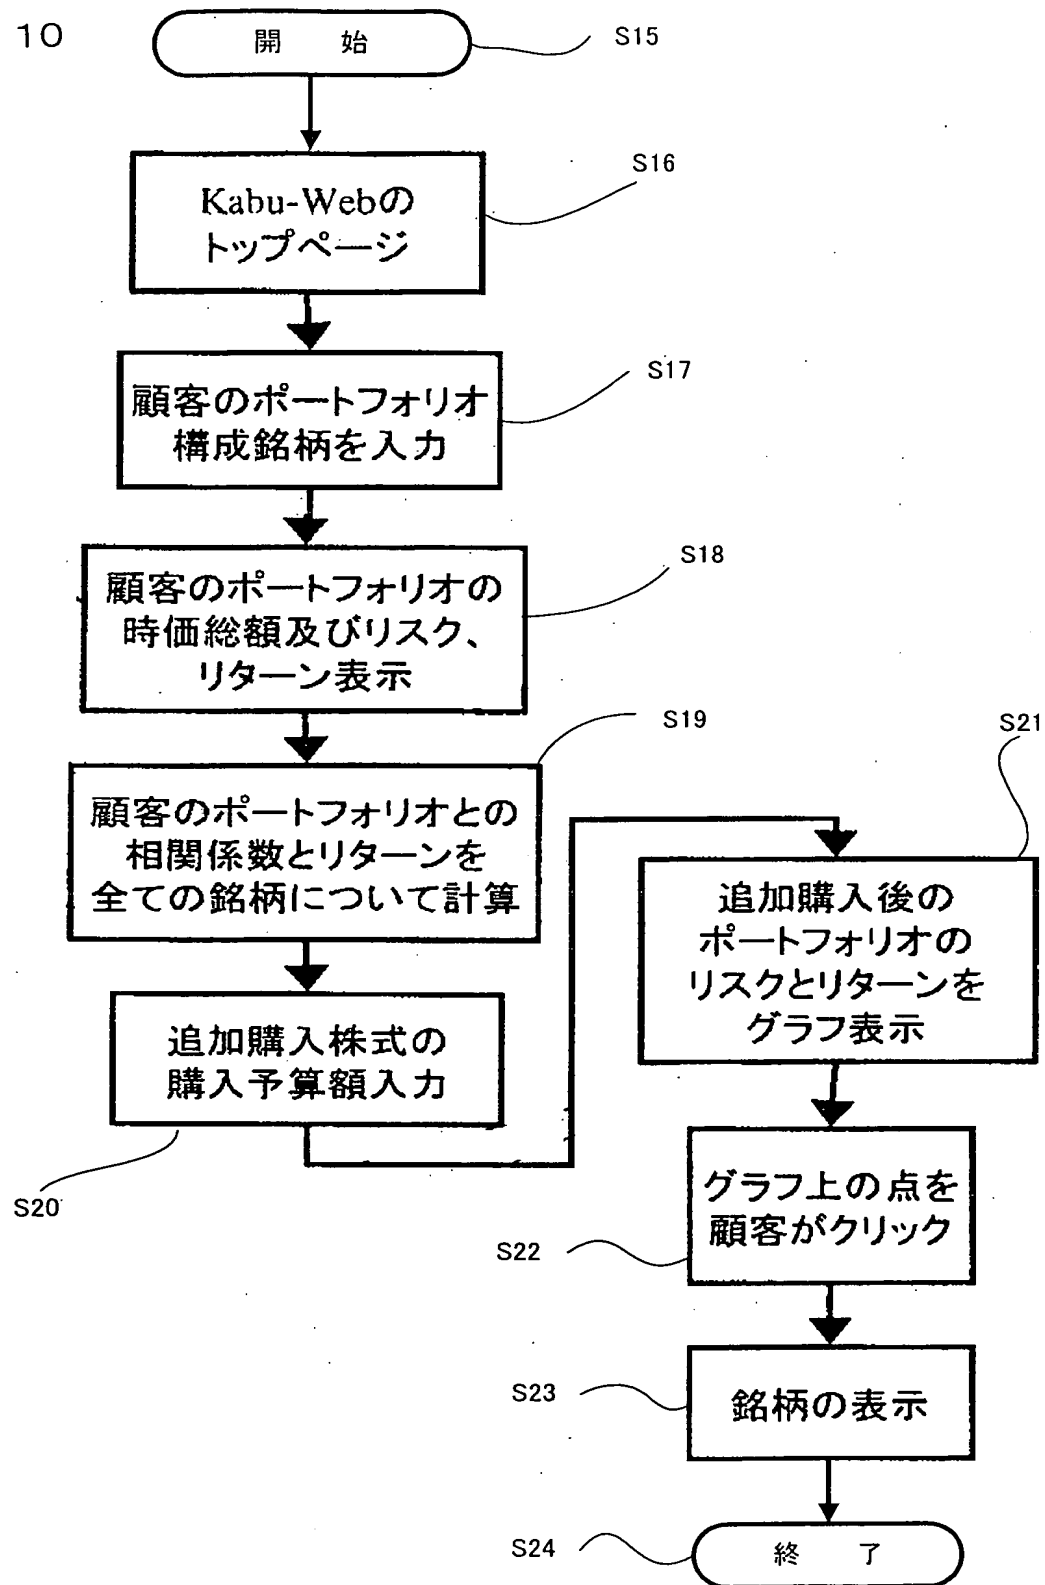 10
開 始
S15
Kabu-Webの
トップページ
S16
顧客のポートフォリオ
構成銘柄を入力
S17
顧客のポートフォリオの
時価総額及びリスク、
リターン表示
S18
顧客のポートフォリオとの
相関係数とリターンを
全ての銘柄について計算
S19
追加購入株式の
購入予算額入力
S20
追加購入後の
ポートフォリオの
リスクとリターンを
グラフ表示
S21
グラフ上の点を
顧客がクリック
S22
銘柄の表示
S23
終 了
S24